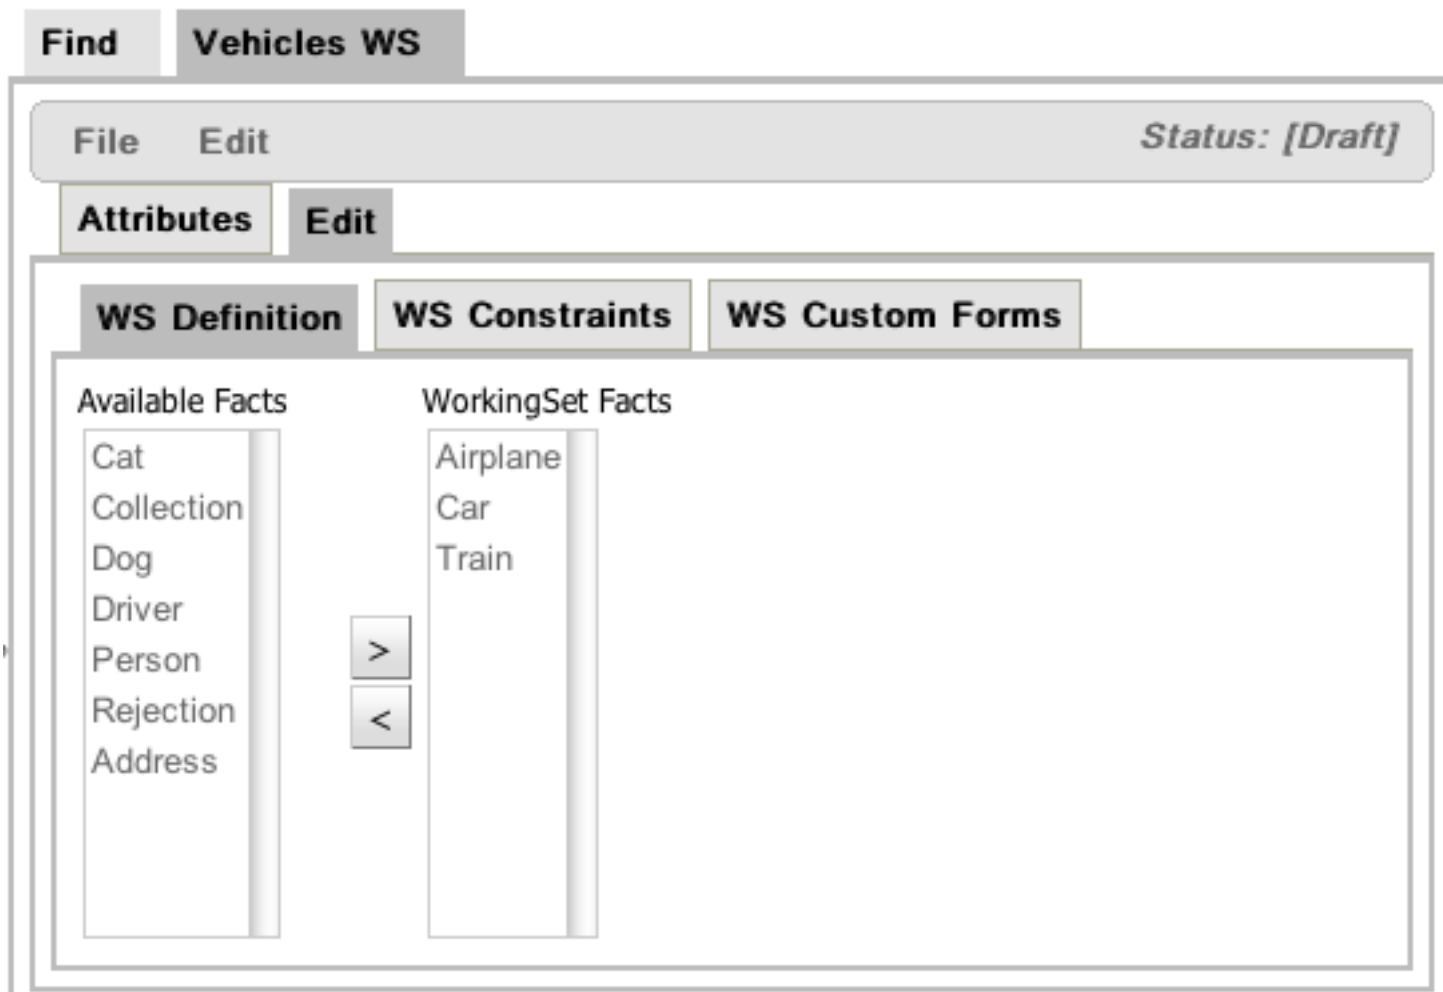 Find Vehicles WS
File Edit Status: [Draft]
Attributes Edit
WS Definition WS Constraints WS Custom Forms
Available Facts WorkingSet Facts
Cat Airplane
Collection Car
Dog Train
Driver
Person
>
Rejection
<
Address